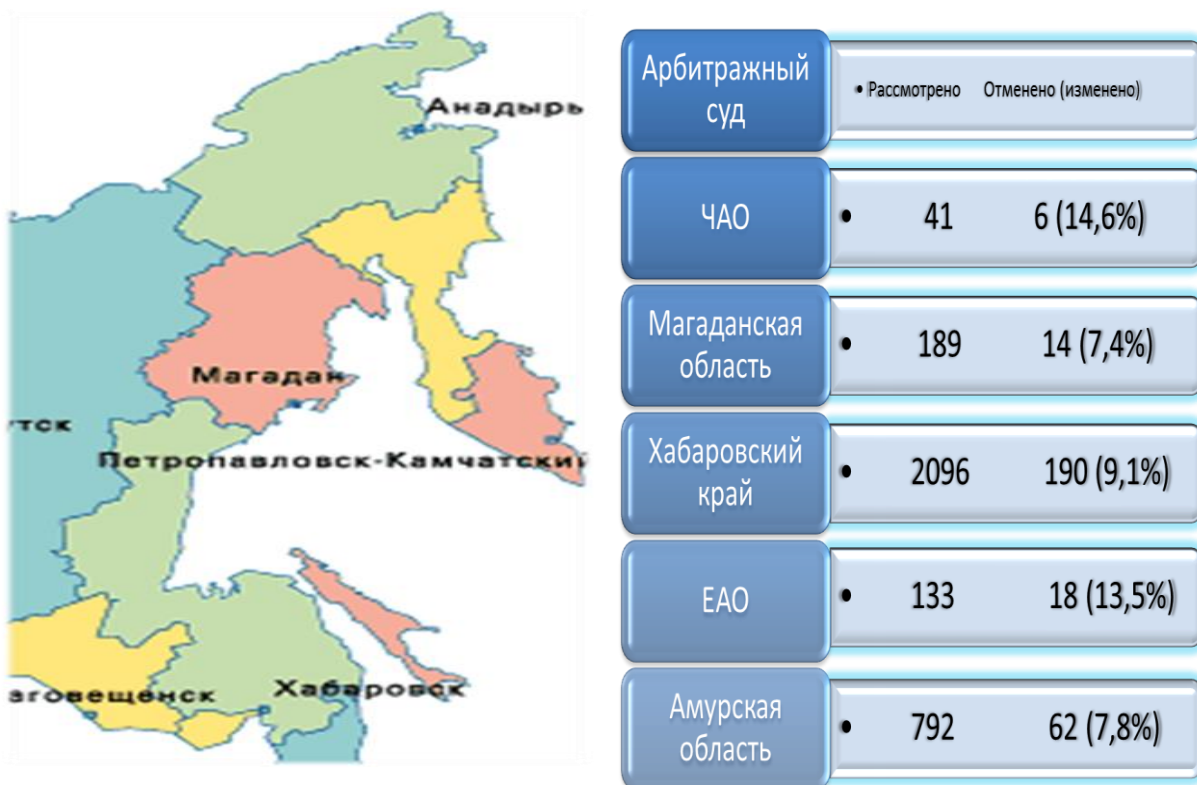 Анадырь
Магадан
утск
Петропавловск-Камчатский
Хабаровск
зговещенск
Арбитражный
суд
• Рассмотрено Отменено (изменено)
ЧАО
• 41 6 (14,6%)
Магаданская
область
• 189 14 (7,4%)
Хабаровский
край
• 2096 190 (9,1%)
ЕАО
• 133 18 (13,5%)
Амурская
область
• 792 62 (7,8%)